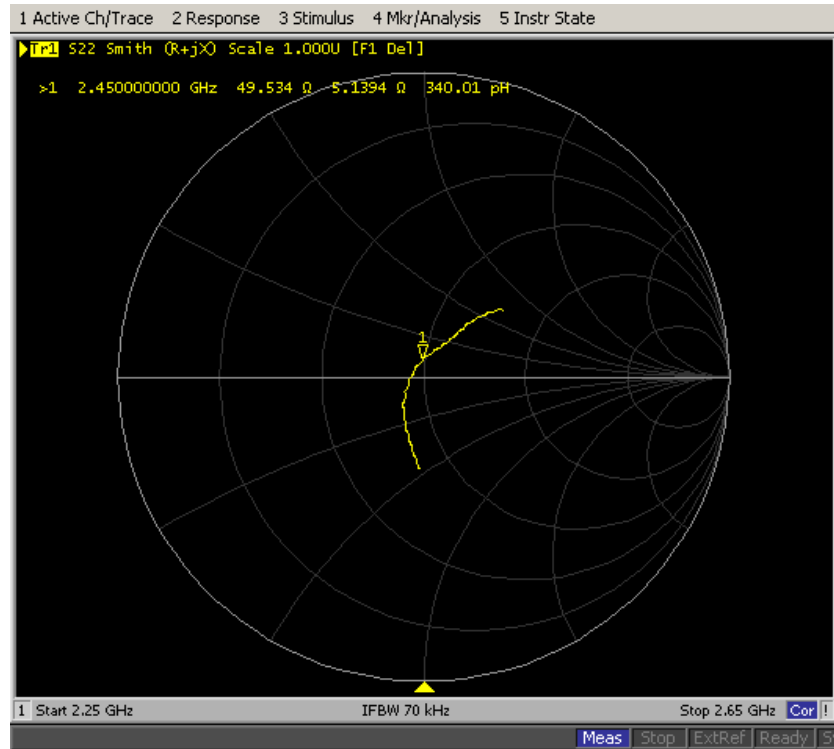 1 Active Ch/Trace 2 Response 3 Stimulus 4 Mkr/Analysis 5 Instr State
Tr1 S22 Smith (R+jX) Scale 1.000U [F1 Del]
>1 2.450000000 GHz 49.534 Ω 5.1394 Ω 340.01 pH
1
1 Start 2.25 GHz IFBW 70 kHz Stop 2.65 GHz Cor !
Meas Stop ExtRef Ready S